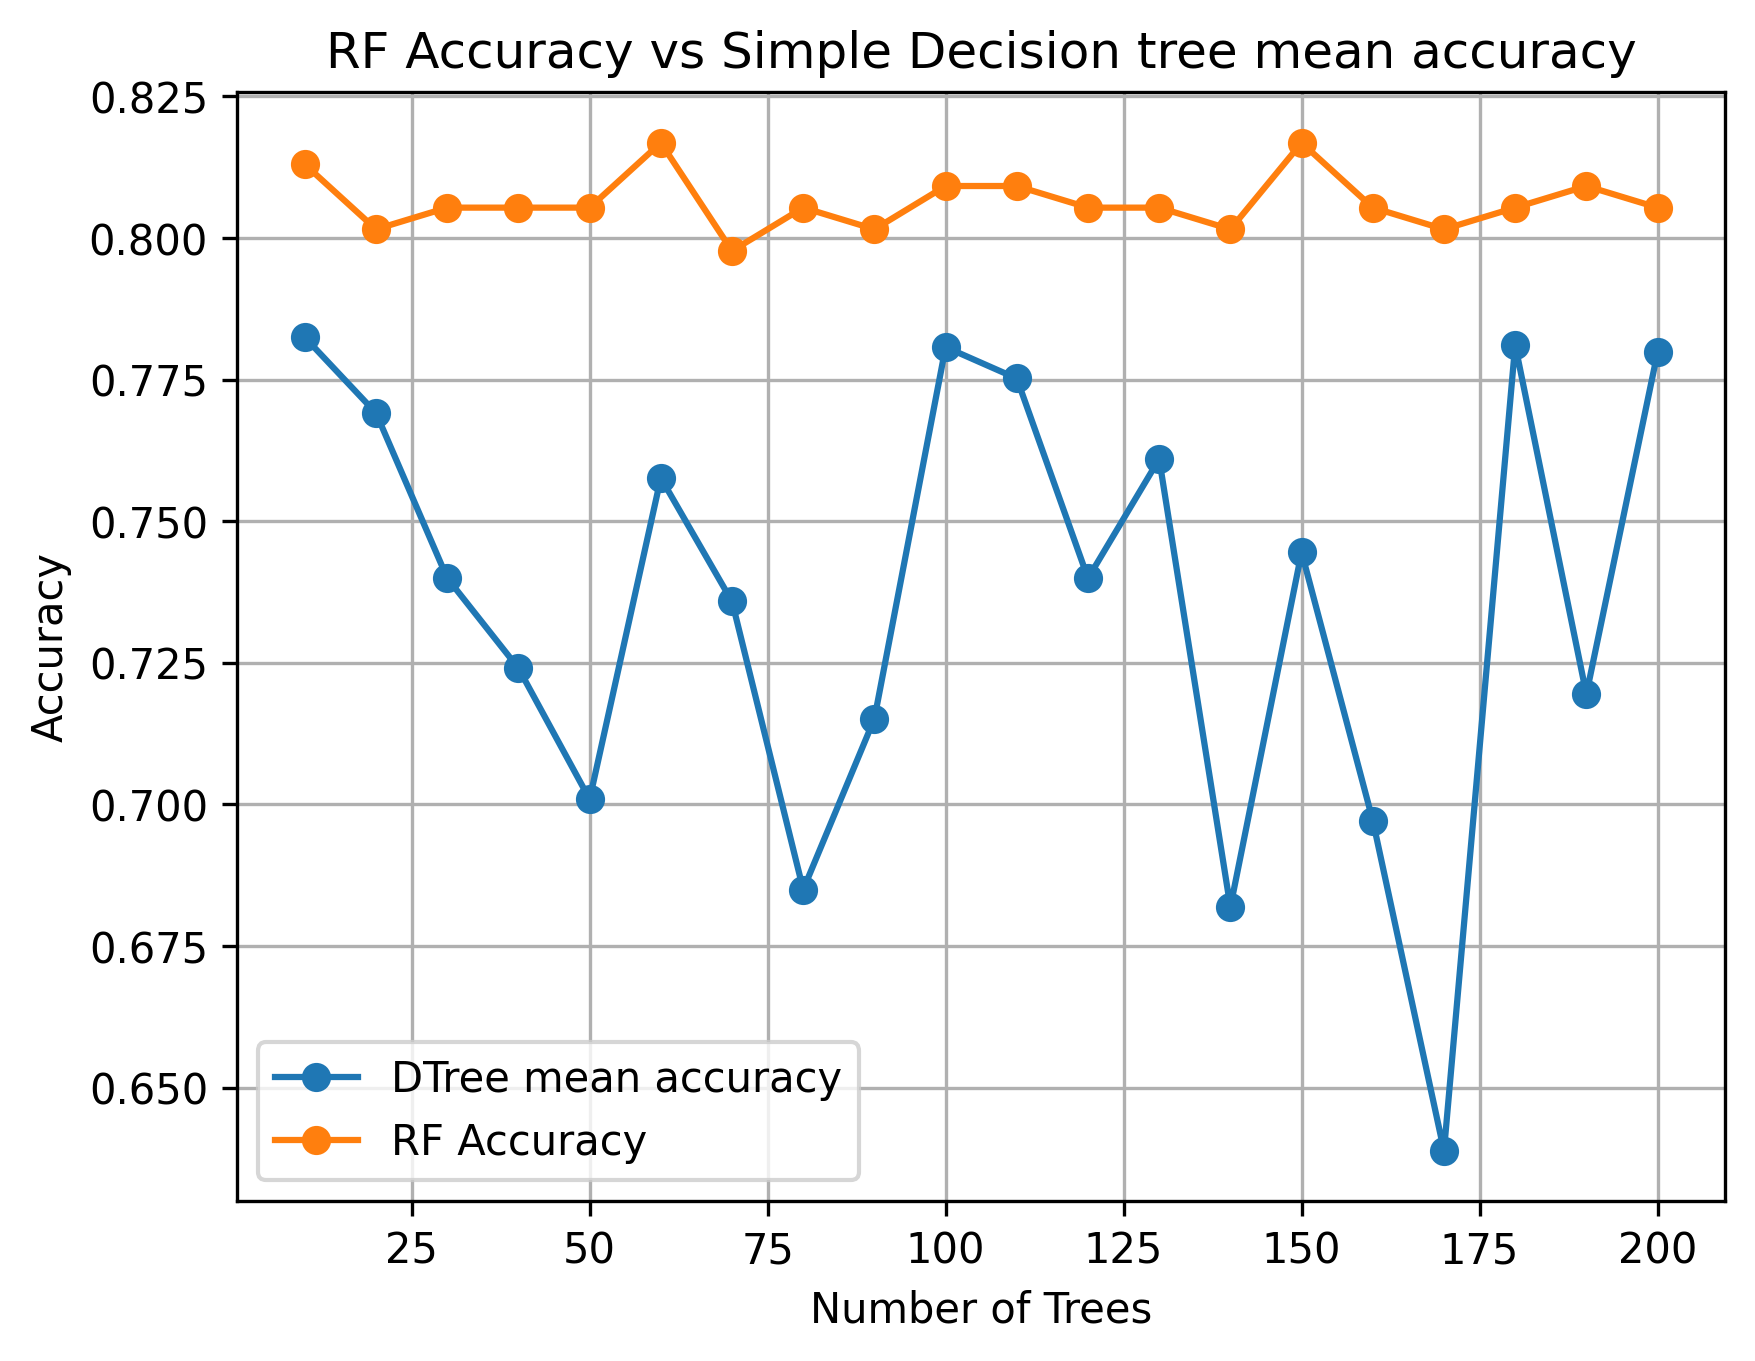 RF Accuracy vs Simple Decision tree mean accuracy
0.825
0.800
0.775
0.750
0.725
0.700
0.675
0.650
Accuracy
DTree mean accuracy
RF Accuracy
25 50 75 100 125 150 175 200
Number of Trees